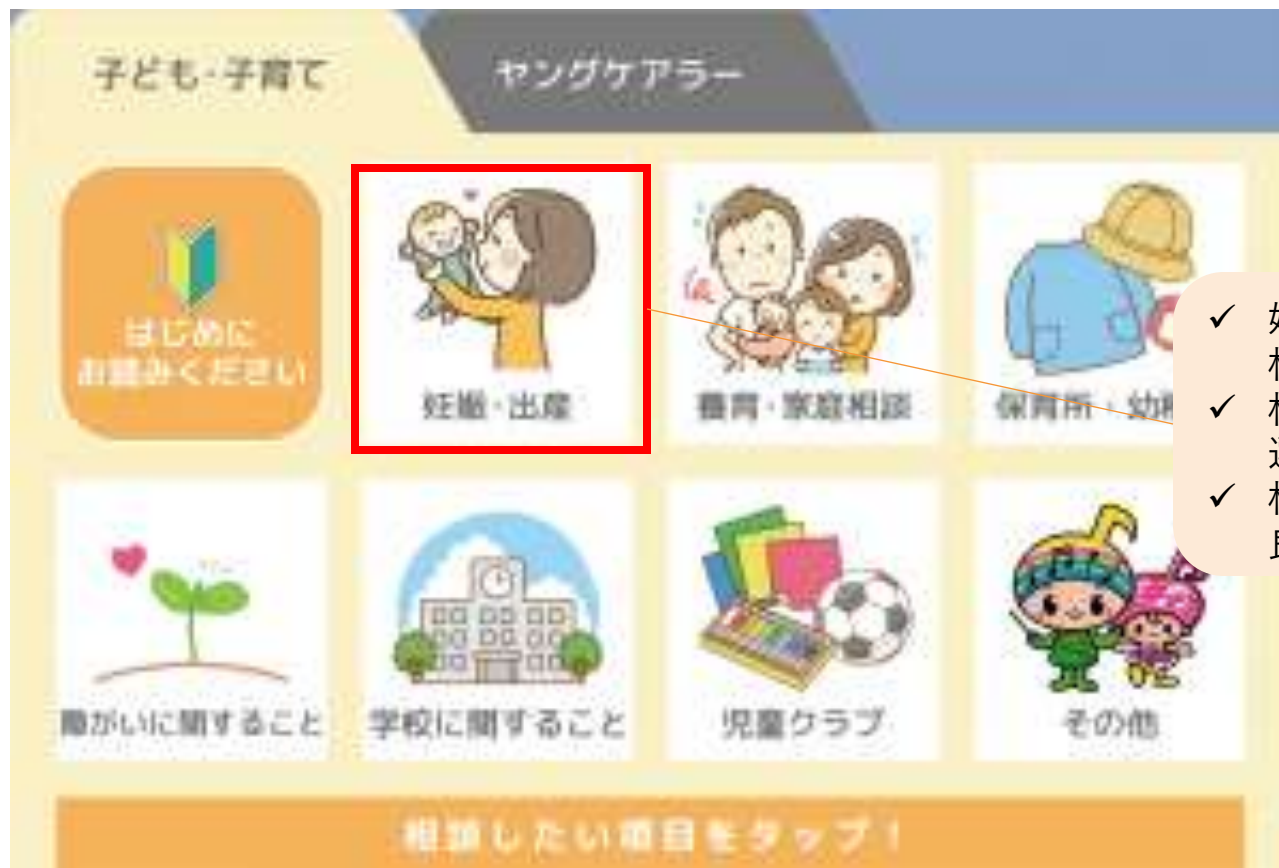 子ども・子育て
ヤングケアラー
はじめに
お読みください
妊娠・出産
養育・家庭相談
保育所・幼
障がいに関すること
学校に関すること
児童クラブ
その他
相談したい項目をタップ！